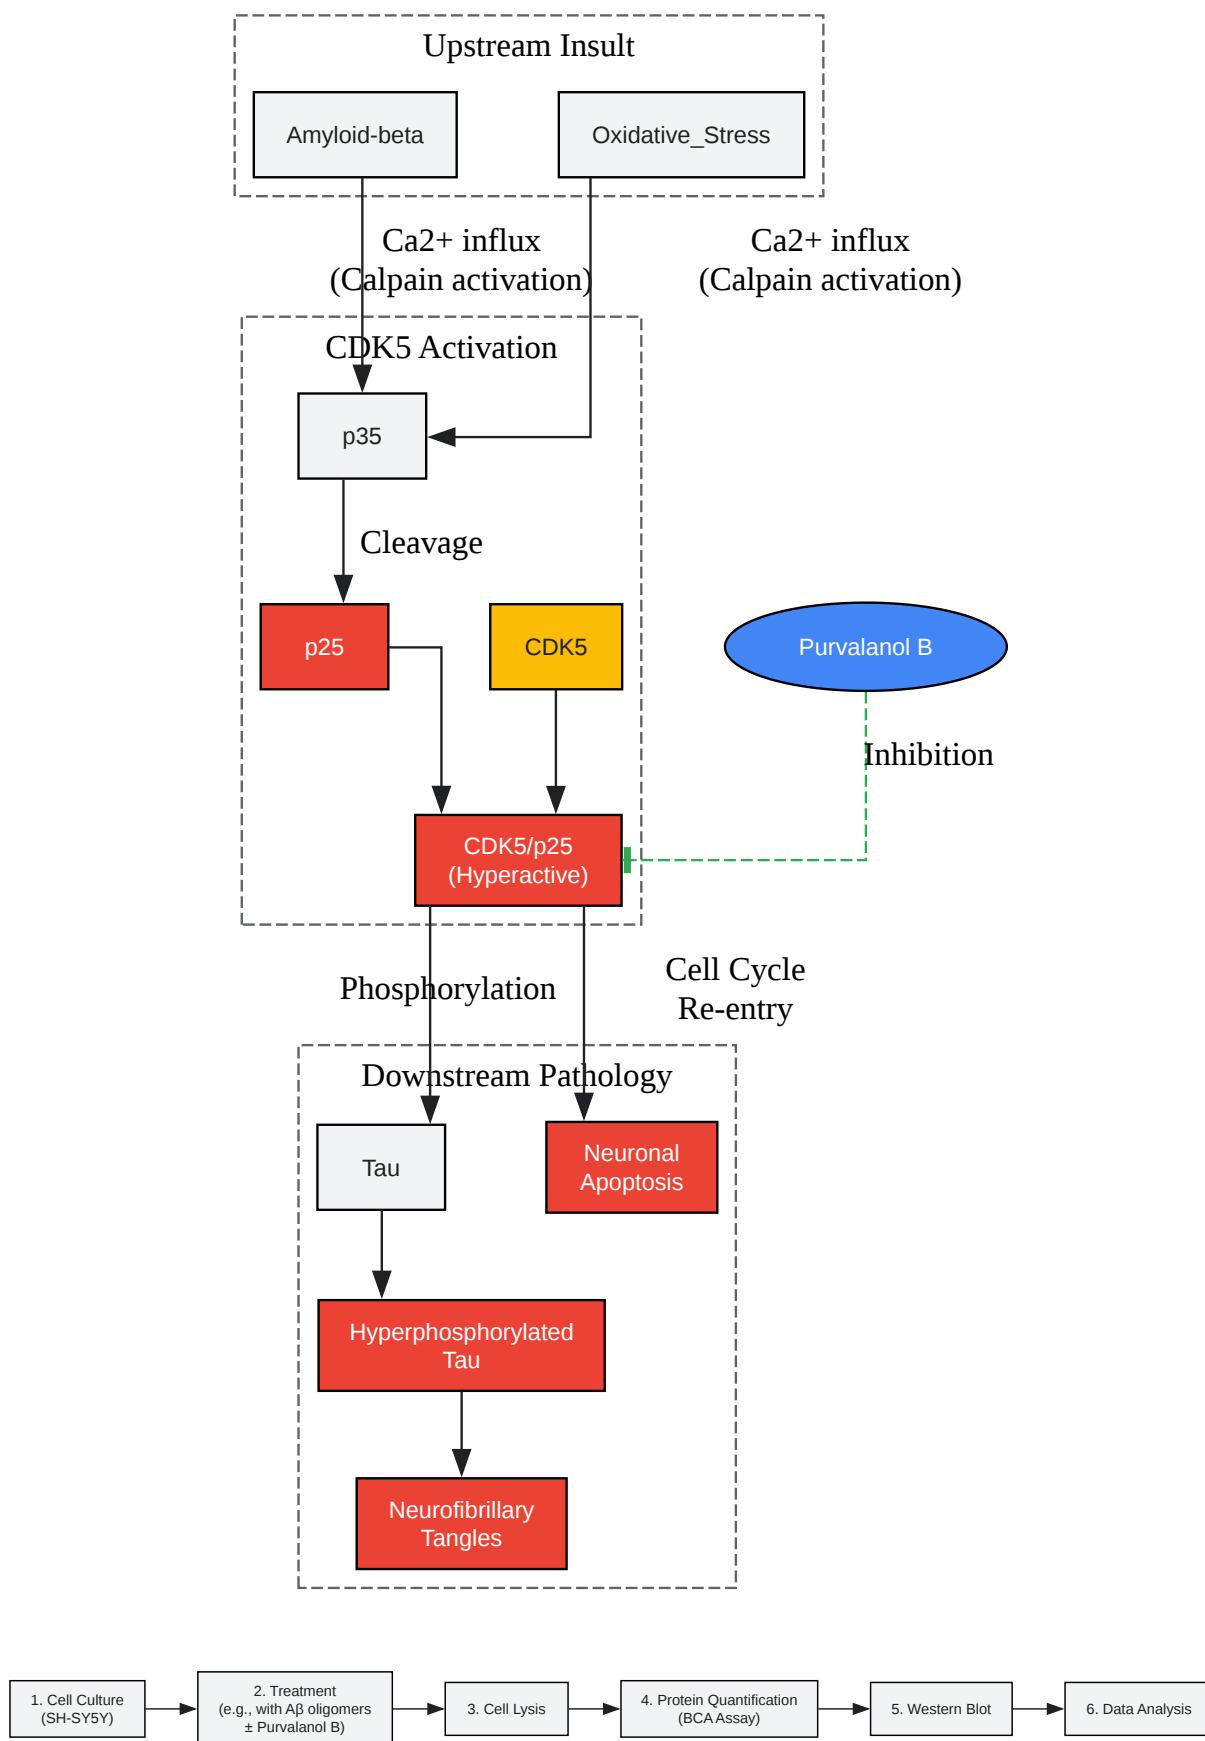 Upstream Insult
Amyloid-beta
Oxidative_Stress
Ca2+ influx
(Calpain activation)
Ca2+ influx
(Calpain activation)
CDK5 Activation
p35
Cleavage
p25
CDK5
Purvalanol B
Inhibition
CDK5/p25
(Hyperactive)
Phosphorylation
Cell Cycle
Re-entry
Downstream Pathology
Tau
Neuronal
Apoptosis
Hyperphosphorylated
Tau
Neurofibrillary
Tangles
1. Cell Culture
(SH-SY5Y)
2. Treatment
(e.g., with Aβ oligomers
± Purvalanol B)
3. Cell Lysis
4. Protein Quantification
(BCA Assay)
5. Western Blot
6. Data Analysis